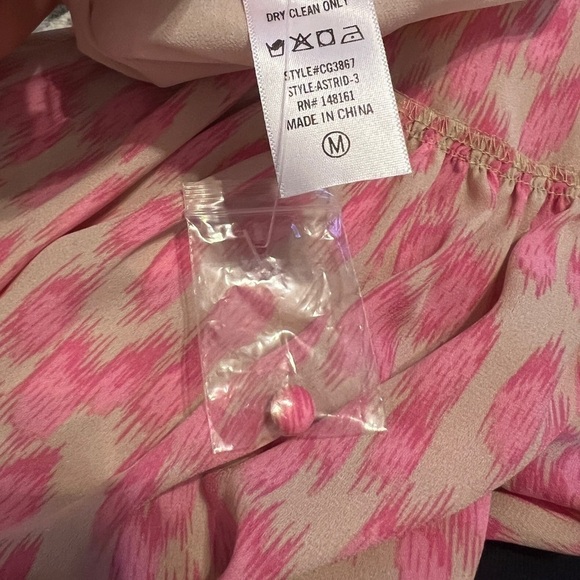 DRY CLEAN ONLY
STYLE#CG3867
STYLE:ASTRID-3
RN# 148161
MADE IN CHINA
M